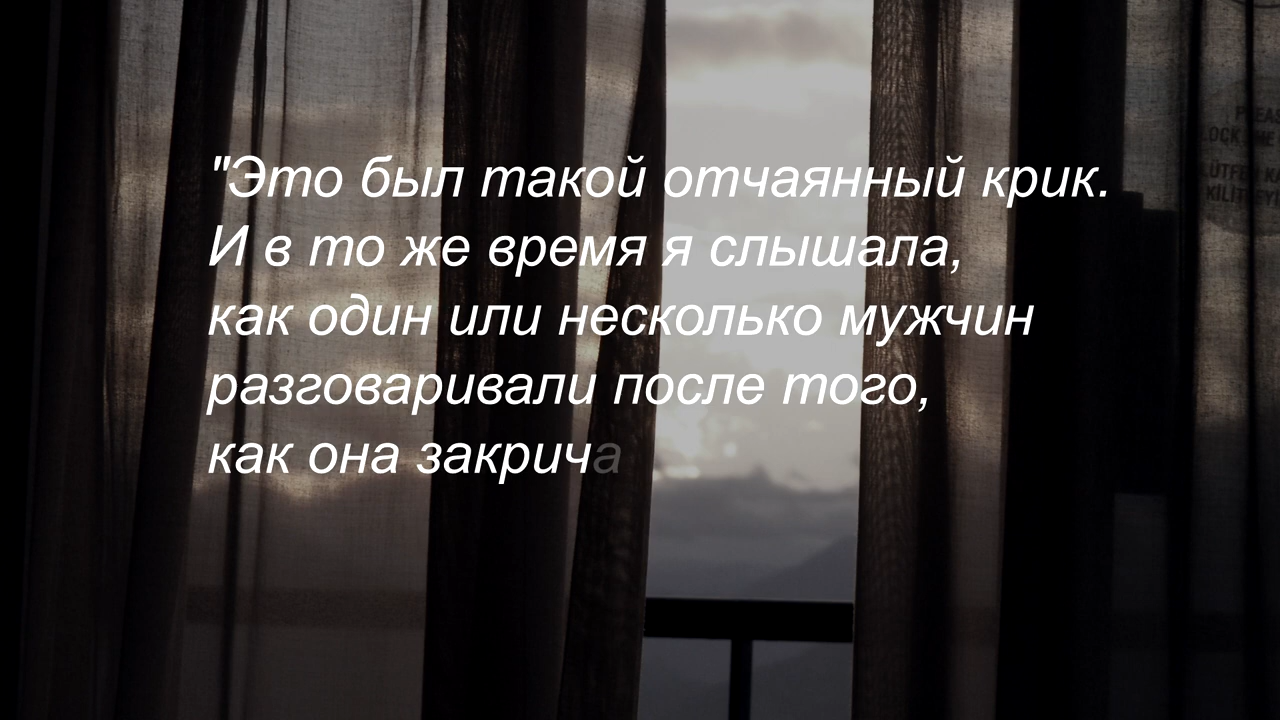 "Это был такой отчаянный крик.
И в то же время я слышала,
как один или несколько мужчин
разговаривали после того,
как она закрича